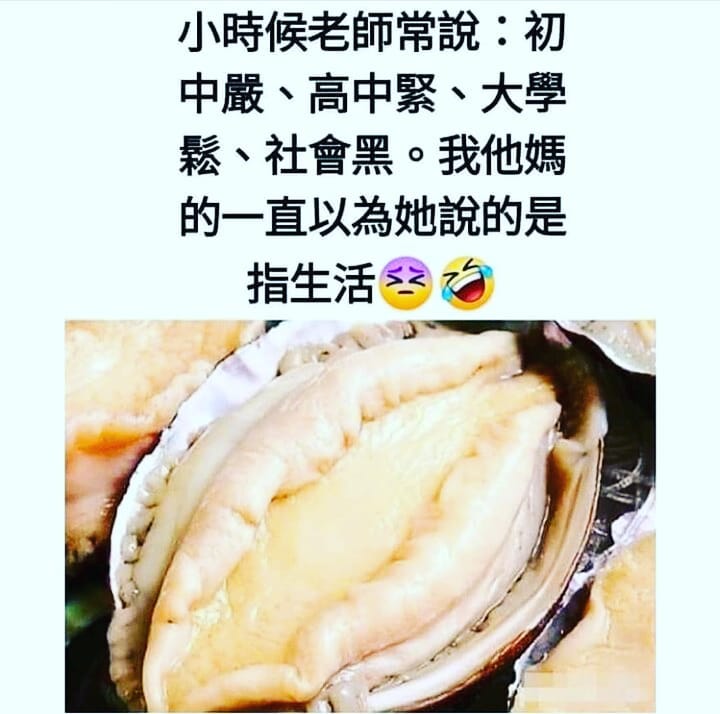 小時候老師常說：初
中嚴、高中緊、大學
鬆、社會黑。我他媽
的一直以為她說的是
指生活😣🤣